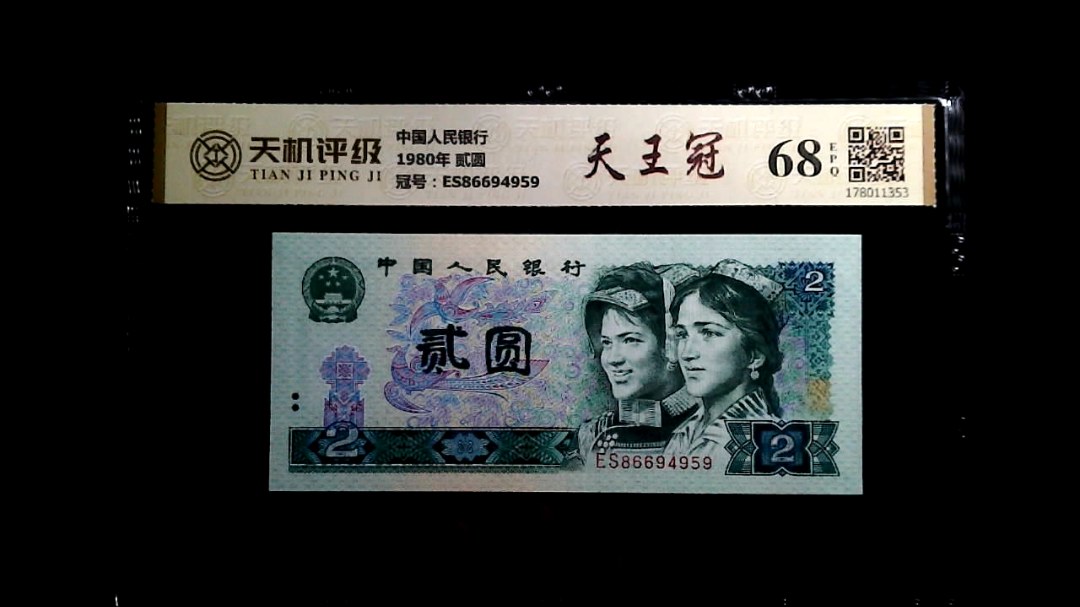 天机评级
TIAN JI PING JI
中国人民银行
1980年 贰圆
冠号：ES86694959
天王冠
68
EPQ
178011353
中国人民银行
2
贰圆
2
2
ES86694959